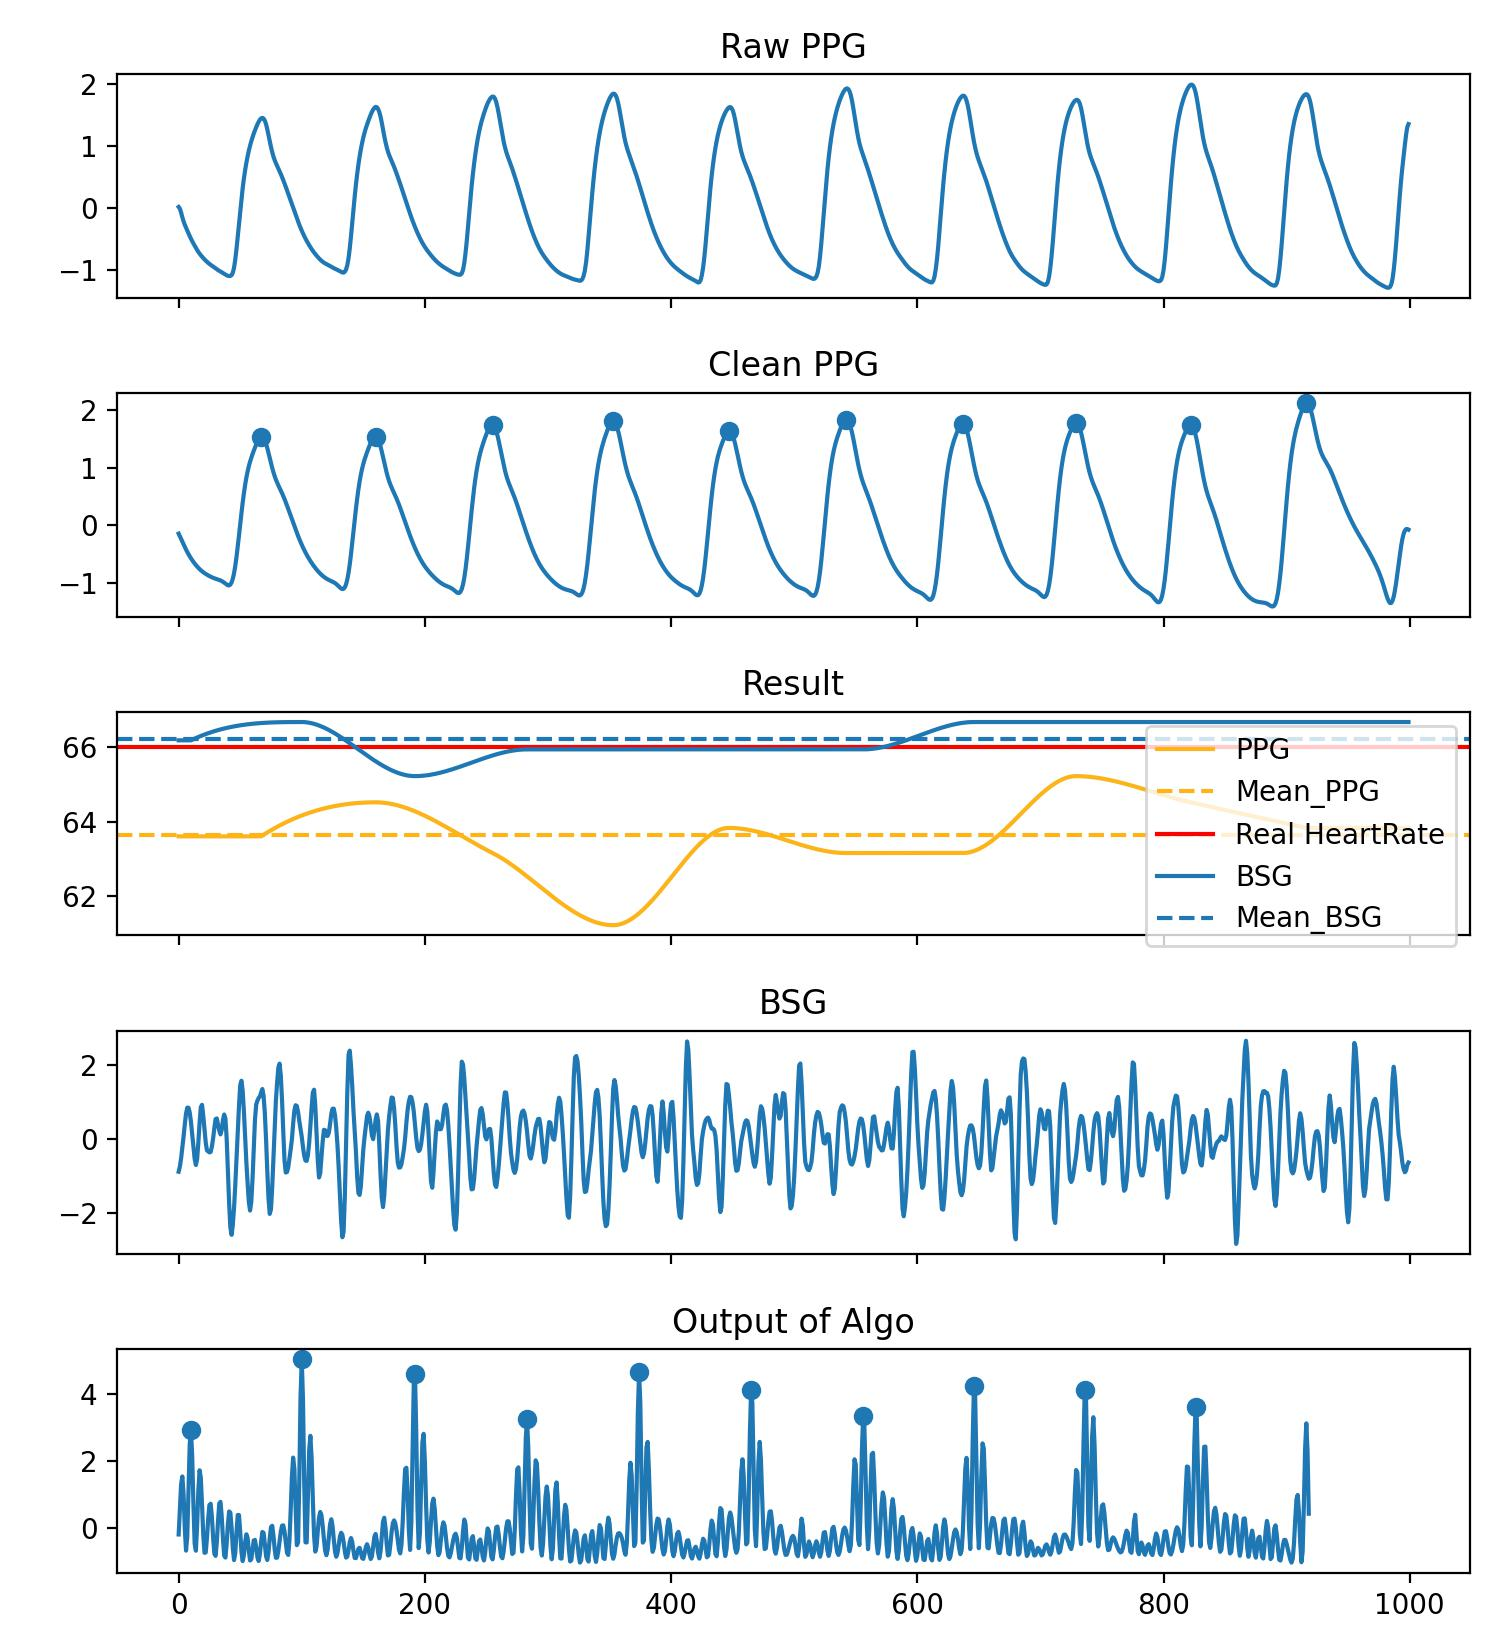 Raw PPG
2
1
0
−1
Clean PPG
2
1
0
−1
Result
66
64
62
PPG
Mean_PPG
Real HeartRate
BSG
Mean_BSG
BSG
2
0
−2
Output of Algo
4
2
0
0 200 400 600 800 1000